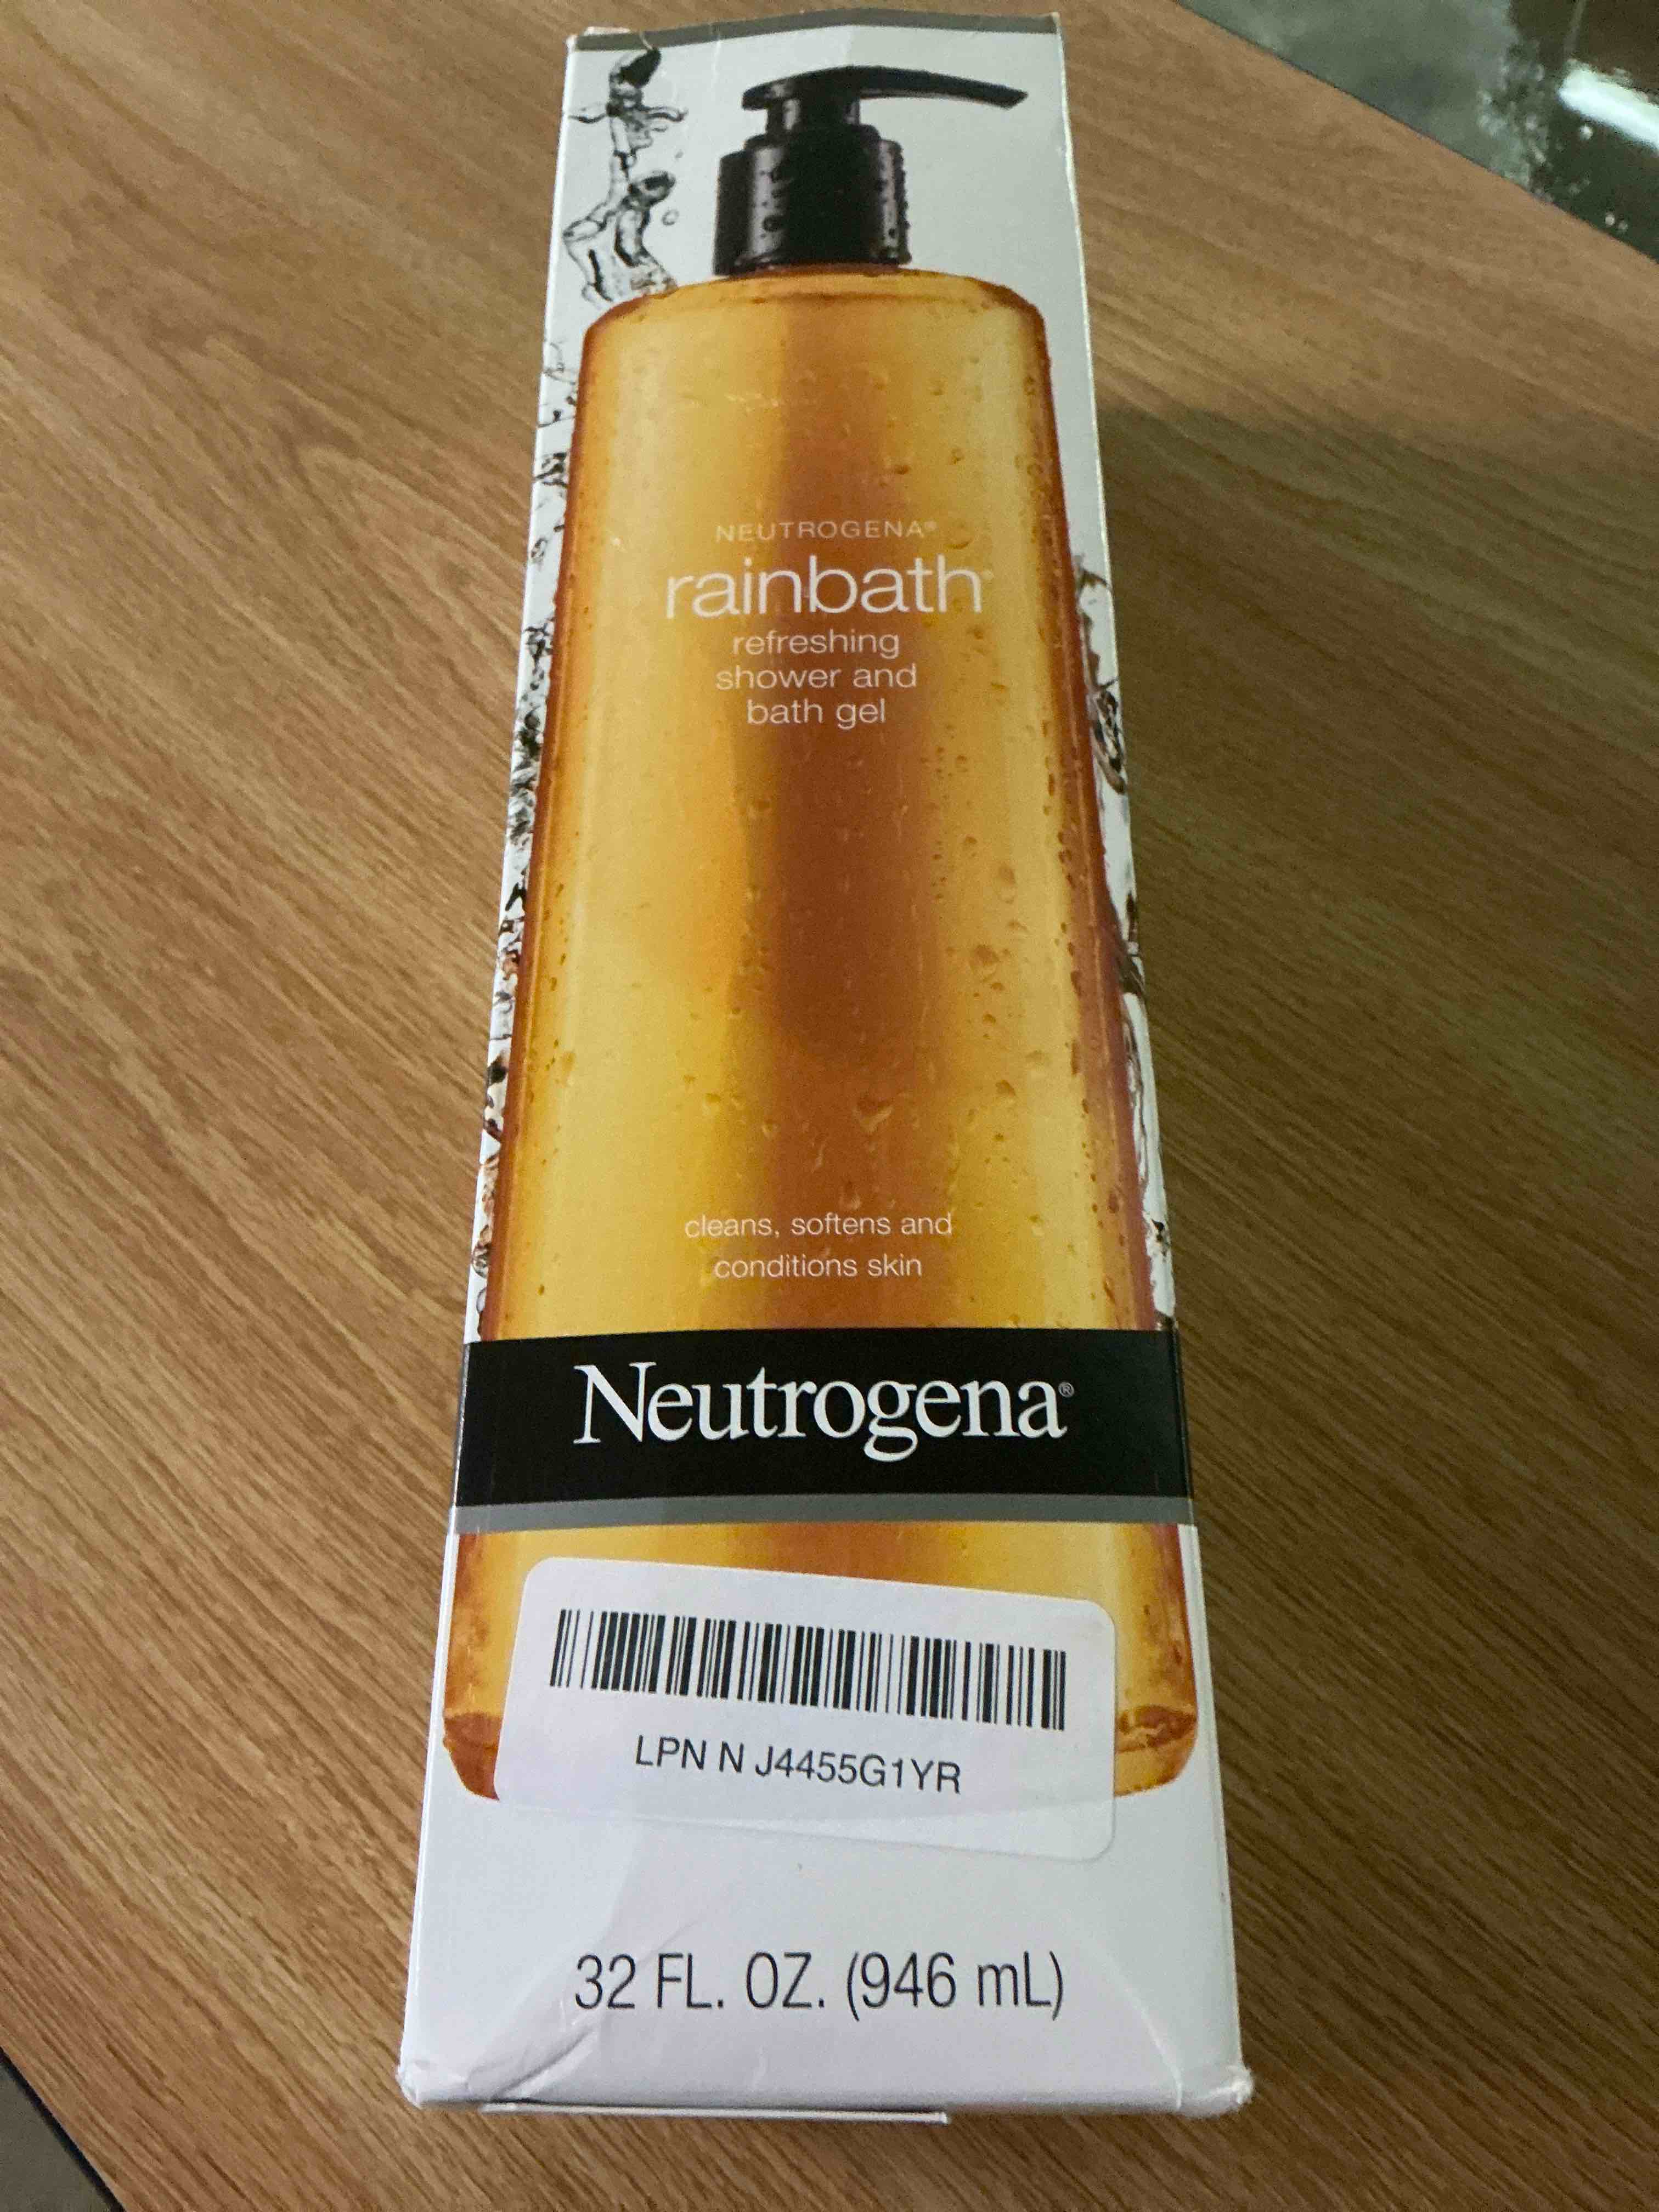 NEUTROGENA®
rainbath®
refreshing
shower and
bath gel
cleans, softens and
conditions skin
Neutrogena®
LPN N J4455G1YR
32 FL. OZ. (946 mL)